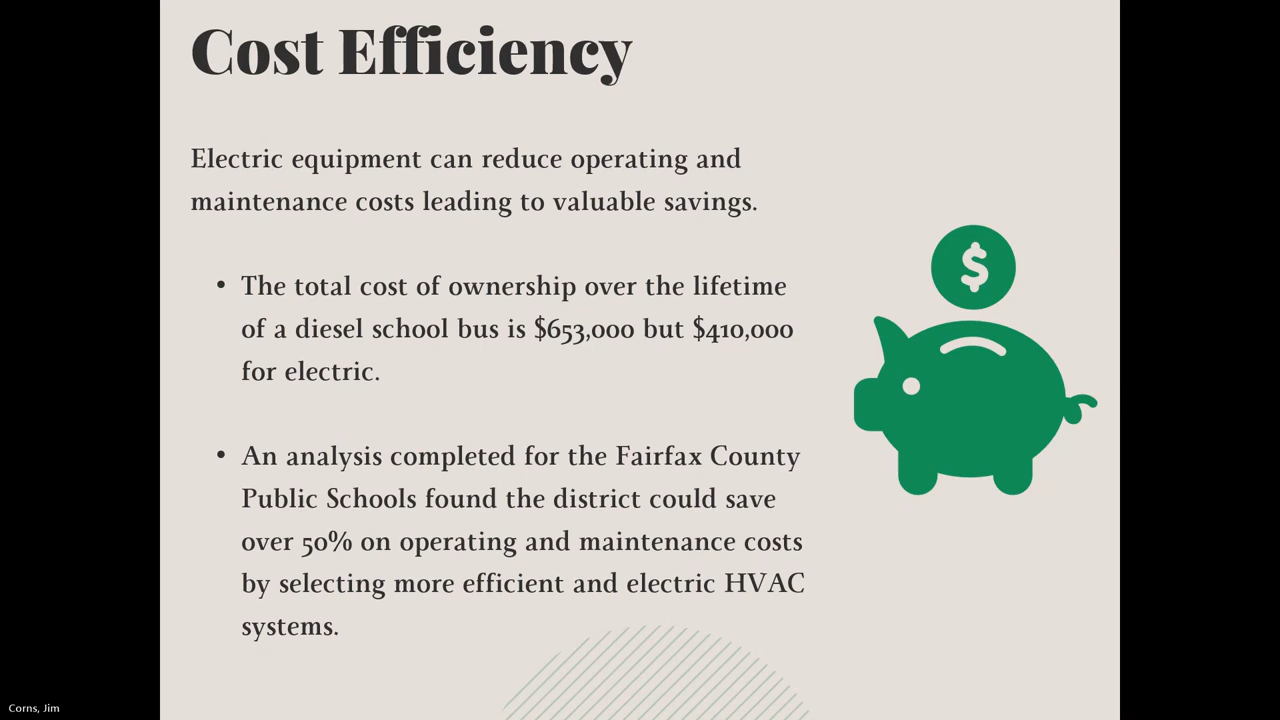 Cost Efficiency
Electric equipment can reduce operating and
maintenance costs leading to valuable savings.
• The total cost of ownership over the lifetime
of a diesel school bus is $653,000 but $410,000
for electric.
• An analysis completed for the Fairfax County
Public Schools found the district could save
over 50% on operating and maintenance costs
by selecting more efficient and electric HVAC
systems.
$
Corns, Jim